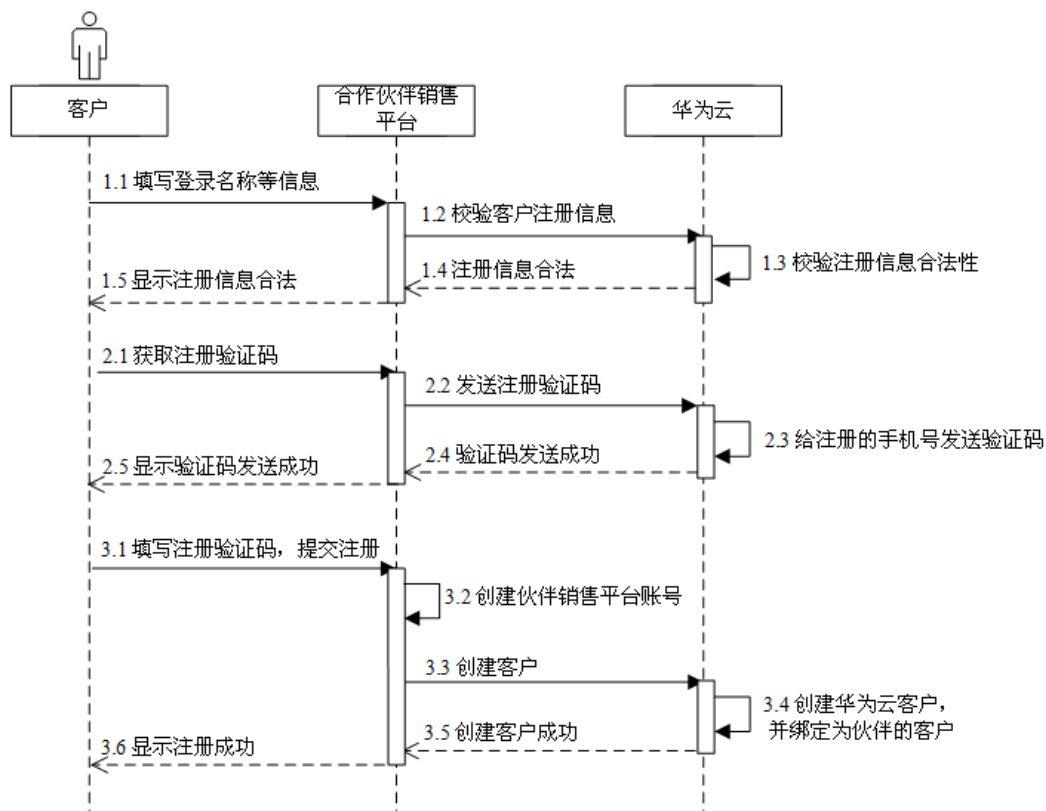 客户
合作伙伴销售
平台
华为云
1.1 填写登录名称等信息
1.2 校验客户注册信息
1.3 校验注册信息合法性
1.4 注册信息合法
1.5 显示注册信息合法
2.1 获取注册验证码
2.2 发送注册验证码
2.3 给注册的手机号发送验证码
2.4 验证码发送成功
2.5 显示验证码发送成功
3.1 填写注册验证码，提交注册
3.2 创建伙伴销售平台账号
3.3 创建客户
3.4 创建华为云客户，
并绑定为伙伴的客户
3.5 创建客户成功
3.6 显示注册成功